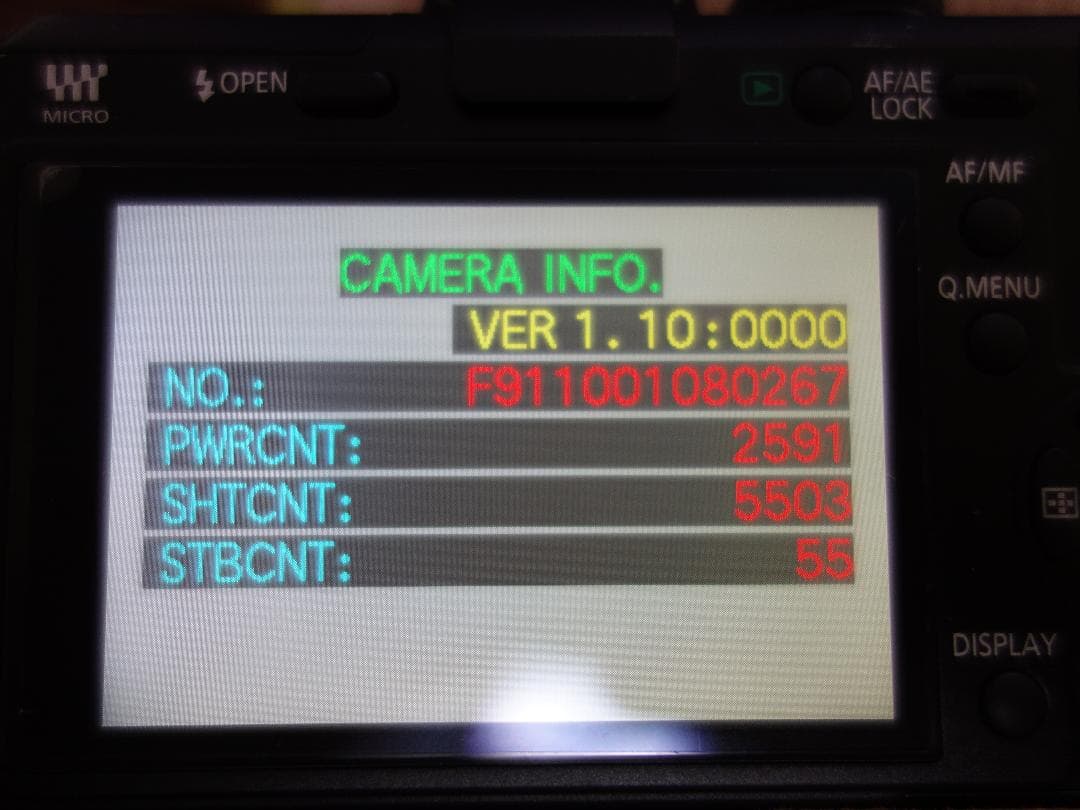 MICRO
OPEN
AF/AE
LOCK
AF/MF
Q.MENU
CAMERA INFO.
VER 1.10:0000
NO.: F911001080267
PWRCNT: 2591
SHTCNT: 5503
STBCNT: 55
DISPLAY